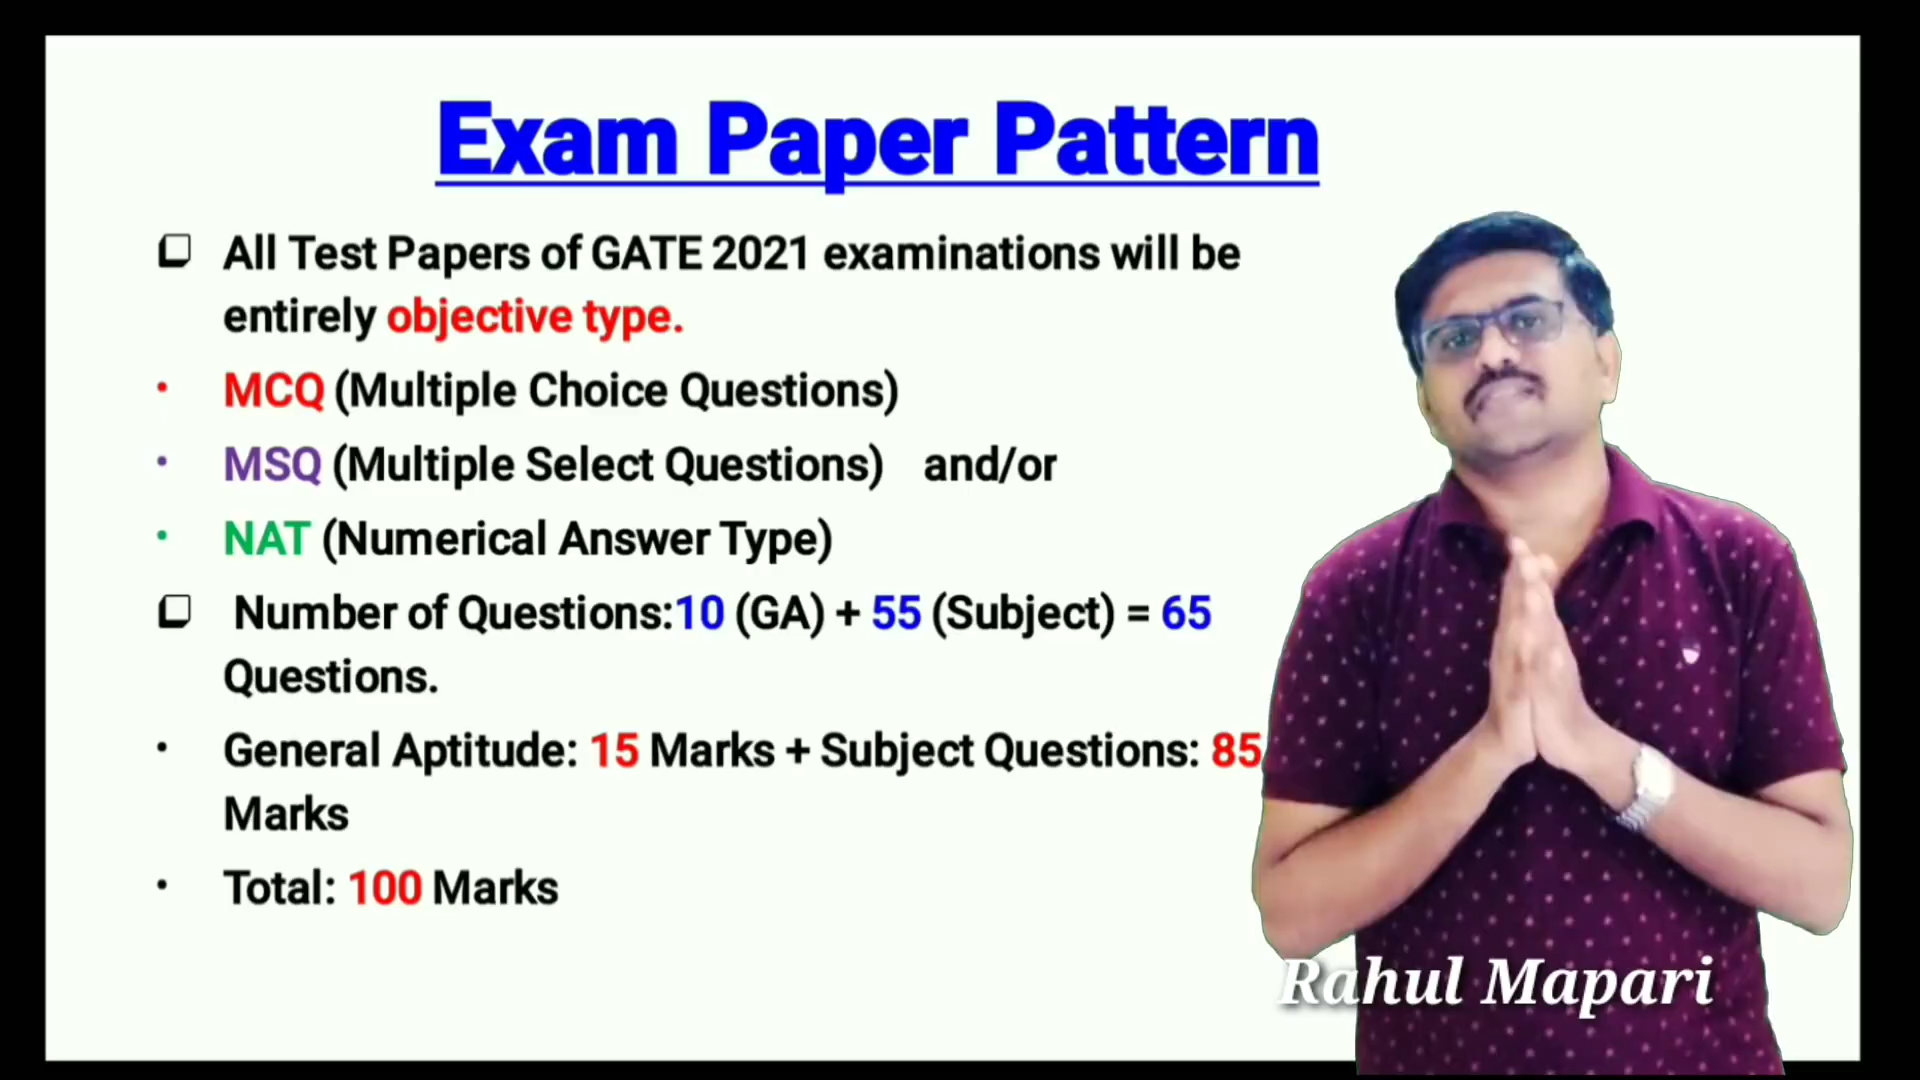 Exam Paper Pattern
All Test Papers of GATE 2021 examinations will be
entirely objective type.
MCQ (Multiple Choice Questions)
MSQ (Multiple Select Questions) and/or
NAT (Numerical Answer Type)
Number of Questions:10 (GA) + 55 (Subject) = 65
Questions.
General Aptitude: 15 Marks + Subject Questions: 85
Marks
Total: 100 Marks
Rahul Mapari